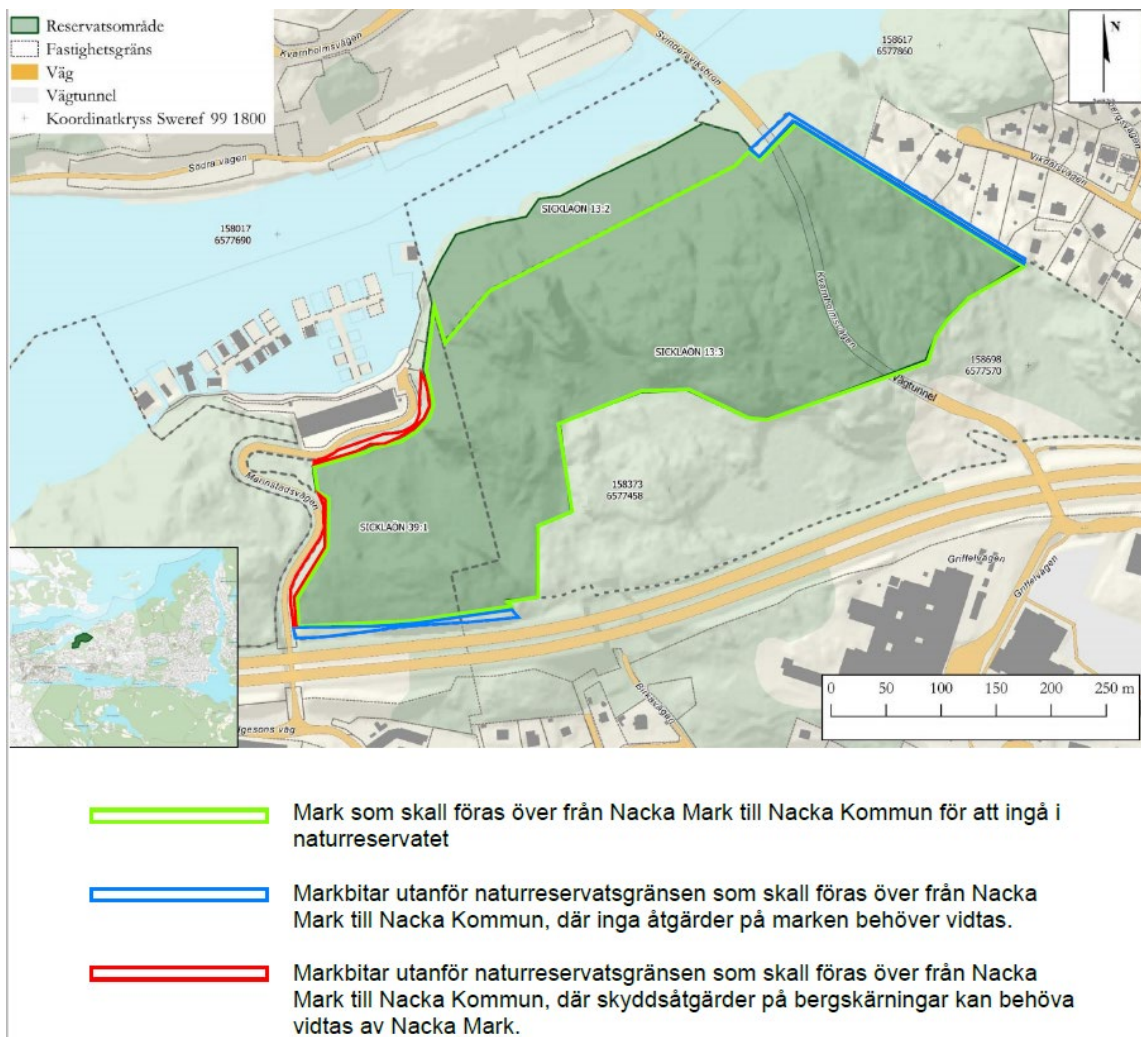 Reservatsområde
Fastighetsgräns
Väg
Vägtunnel
Koordinatkryss Sweref 99 1800
N
Kvarnholmsvägen
Södra vägen
Svindersviksbron
158617
6577860
Vikdalsvägen
bergsvägen
158017
6577690
SICKLAÖN 13:2
Kvarnholmsvägen
SICKLAÖN 13:3
158698
6577570
Vägtunnel
Marinstadsvägen
158373
6577458
SICKLAÖN 39:1
Griffelvägen
Griffelvägen
Birkavägen
gesons väg
0 50 100 150 200 250 m
Mark som skall föras över från Nacka Mark till Nacka Kommun för att ingå i
naturreservatet
Markbitar utanför naturreservatsgränsen som skall föras över från Nacka
Mark till Nacka Kommun, där inga åtgärder på marken behöver vidtas.
Markbitar utanför naturreservatsgränsen som skall föras över från Nacka
Mark till Nacka Kommun, där skyddsåtgärder på bergskärningar kan behöva
vidtas av Nacka Mark.